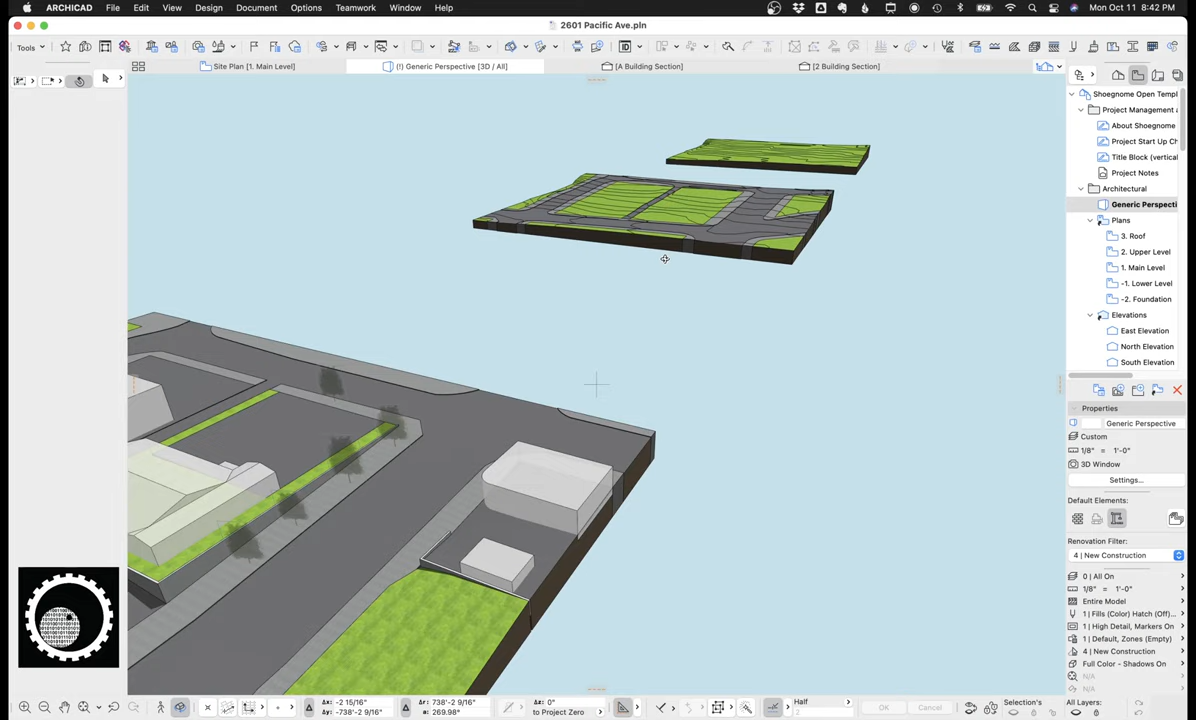 ARCHICAD File Edit View Design Document Options Teamwork Window Help Mon Oct 11 8:42 PM
2601 Pacific Ave.pln
Tools
Site Plan [1. Main Level] (!) Generic Perspective [3D / All] [A Building Section] [2 Building Section]
Shoegnome Open Templ
Project Management a
About Shoegnome
Project Start Up Ch
Title Block (vertical
Project Notes
Architectural
Generic Perspecti
Plans
3. Roof
2. Upper Level
1. Main Level
-1. Lower Level
-2. Foundation
Elevations
East Elevation
North Elevation
South Elevation
Properties
Generic Perspective
Custom
1/8" = 1'-0"
3D Window
Settings...
Default Elements:
Renovation Filter:
4 | New Construction
0 | All On
1/8" = 1'-0"
Entire Model
1 | Fills (Color) Hatch (Off)...
1 | High Detail, Markers On
1 | Default, Zones (Empty)
4 | New Construction
Full Color - Shadows On
N/A
N/A
Δx: -2 15/16" Δr: 738'-2 9/16" Δz: 0" Half OK Cancel Selection's All Layers:
Δy: -738'-2 9/16" a: 269.98° to Project Zero 2